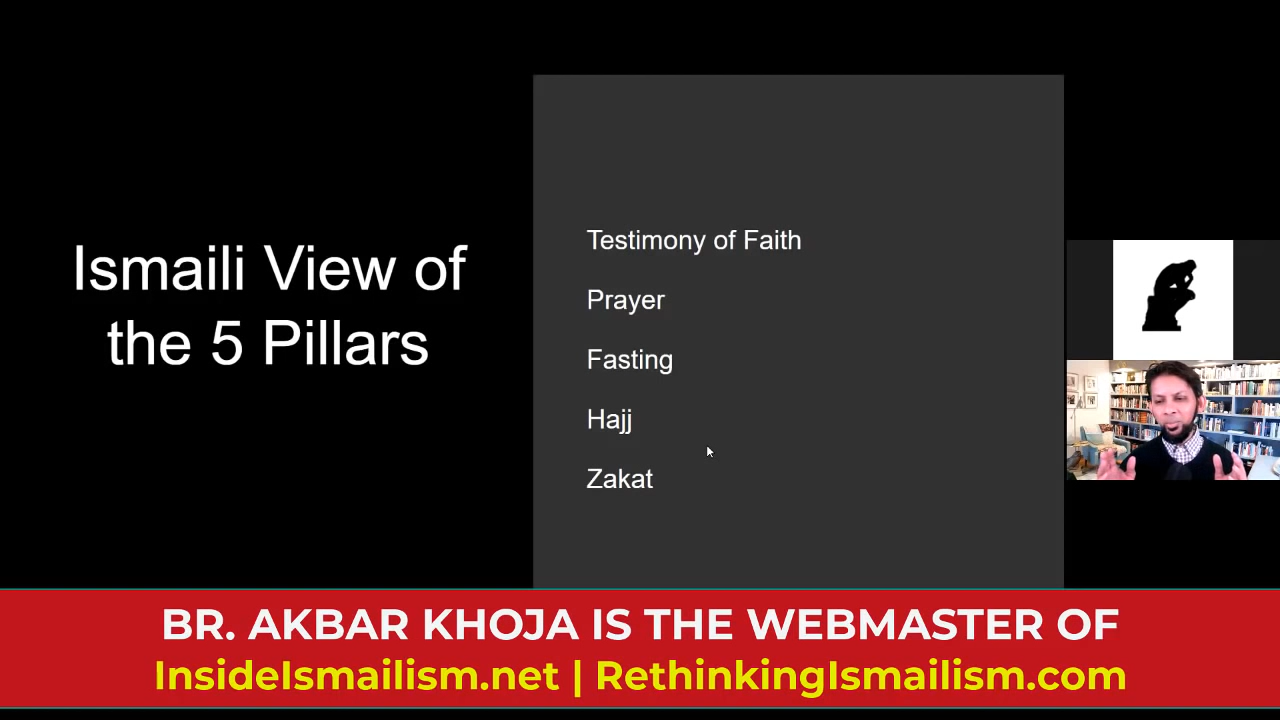 Ismaili View of
the 5 Pillars
Testimony of Faith
Prayer
Fasting
Hajj
Zakat
BR. AKBAR KHOJA IS THE WEBMASTER OF
InsideIsmailism.net | RethinkingIsmailism.com